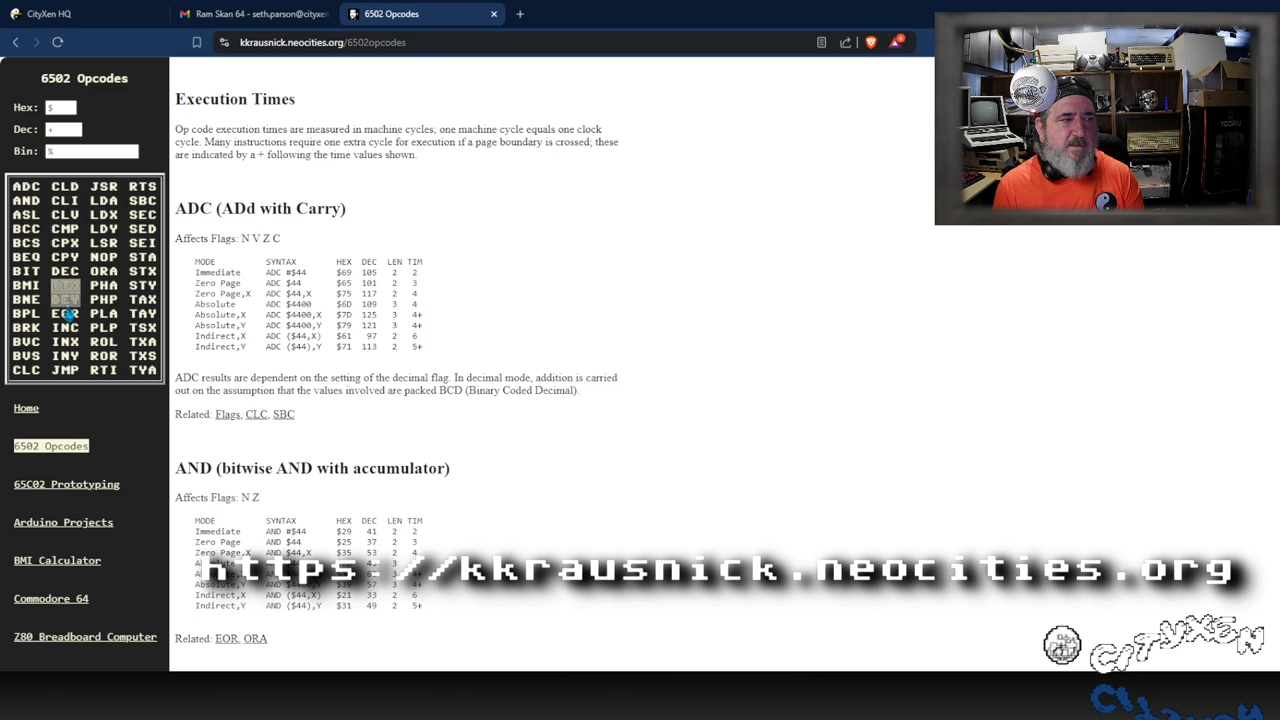 CityXen HQ
Ram Skan 64 - seth.parson@cityxen
6502 Opcodes
kkrausnick.neocities.org/6502opcodes
6502 Opcodes
Hex: $
Dec: +
Bin: %
ADC CLD JSR RTS
AND CLI LDA SBC
ASL CLV LDX SEC
BCC CMP LDY SED
BCS CPX LSR SEI
BEQ CPY NOP STA
BIT DEC ORA STX
BMI DEX PHA STY
BNE DEY PHP TAX
BPL EOR PLA TAY
BRK INC PLP TSX
BVC INX ROL TXA
BVS INY ROR TXS
CLC JMP RTI TYA
Home
6502 Opcodes
65C02 Prototyping
Arduino Projects
BMI Calculator
Commodore 64
Z80 Breadboard Computer
Execution Times
Op code execution times are measured in machine cycles; one machine cycle equals one clock
cycle. Many instructions require one extra cycle for execution if a page boundary is crossed; these
are indicated by a + following the time values shown.
ADC (ADd with Carry)
Affects Flags: N V Z C
MODE SYNTAX HEX DEC LEN TIM
Immediate ADC #$44 $69 105 2 2
Zero Page ADC $44 $65 101 2 3
Zero Page,X ADC $44,X $75 117 2 4
Absolute ADC $4400 $6D 109 3 4
Absolute,X ADC $4400,X $7D 125 3 4+
Absolute,Y ADC $4400,Y $79 121 3 4+
Indirect,X ADC ($44,X) $61 97 2 6
Indirect,Y ADC ($44),Y $71 113 2 5+
ADC results are dependent on the setting of the decimal flag. In decimal mode, addition is carried
out on the assumption that the values involved are packed BCD (Binary Coded Decimal).
Related: Flags, CLC, SBC
AND (bitwise AND with accumulator)
Affects Flags: N Z
MODE SYNTAX HEX DEC LEN TIM
Immediate AND #$44 $29 41 2 2
Zero Page AND $44 $25 37 2 3
Zero Page,X AND $44,X $35 53 2 4
https://kkrausnick.neocities.org
Indirect,X AND ($44,X) $21 33 2 6
Indirect,Y AND ($44),Y $31 49 2 5+
Related: EOR, ORA
CITYXEN